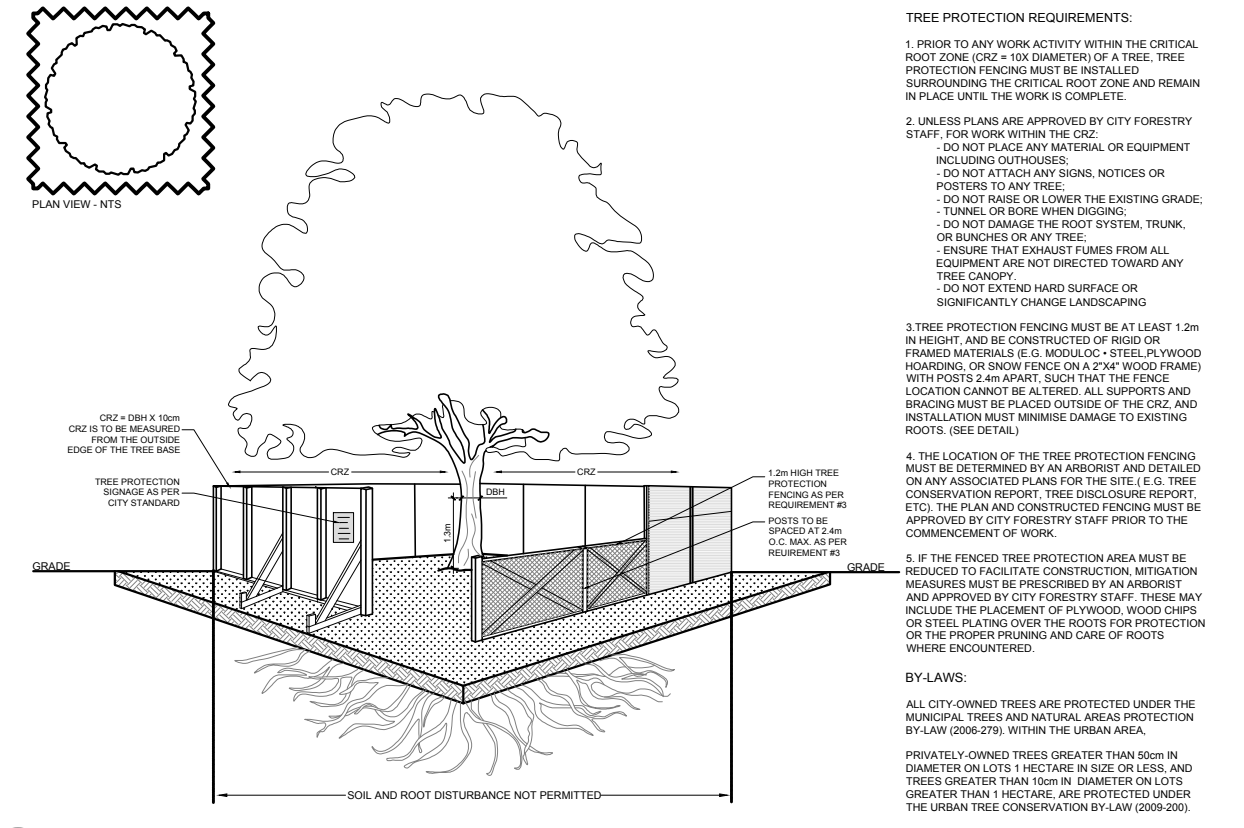 PLAN VIEW - NTS
CRZ = DBH X 10cm
CRZ IS TO BE MEASURED
FROM THE OUTSIDE
EDGE OF THE TREE BASE
TREE PROTECTION
SIGNAGE AS PER
CITY STANDARD
CRZ
CRZ
DBH
1.3m
1.2m HIGH TREE
PROTECTION
FENCING AS PER
REQUIREMENT #3
POSTS TO BE
SPACED AT 2.4m
O.C. MAX. AS PER
REUIREMENT #3
GRADE
GRADE
SOIL AND ROOT DISTURBANCE NOT PERMITTED
TREE PROTECTION REQUIREMENTS:
1. PRIOR TO ANY WORK ACTIVITY WITHIN THE CRITICAL
ROOT ZONE (CRZ = 10X DIAMETER) OF A TREE, TREE
PROTECTION FENCING MUST BE INSTALLED
SURROUNDING THE CRITICAL ROOT ZONE AND REMAIN
IN PLACE UNTIL THE WORK IS COMPLETE.
2. UNLESS PLANS ARE APPROVED BY CITY FORESTRY
STAFF, FOR WORK WITHIN THE CRZ:
- DO NOT PLACE ANY MATERIAL OR EQUIPMENT
INCLUDING OUTHOUSES;
- DO NOT ATTACH ANY SIGNS, NOTICES OR
POSTERS TO ANY TREE;
- DO NOT RAISE OR LOWER THE EXISTING GRADE;
- TUNNEL OR BORE WHEN DIGGING;
- DO NOT DAMAGE THE ROOT SYSTEM, TRUNK,
OR BUNCHES OR ANY TREE;
- ENSURE THAT EXHAUST FUMES FROM ALL
EQUIPMENT ARE NOT DIRECTED TOWARD ANY
TREE CANOPY.
- DO NOT EXTEND HARD SURFACE OR
SIGNIFICANTLY CHANGE LANDSCAPING
3.TREE PROTECTION FENCING MUST BE AT LEAST 1.2m
IN HEIGHT, AND BE CONSTRUCTED OF RIGID OR
FRAMED MATERIALS (E.G. MODULOC • STEEL,PLYWOOD
HOARDING, OR SNOW FENCE ON A 2"X4" WOOD FRAME)
WITH POSTS 2.4m APART, SUCH THAT THE FENCE
LOCATION CANNOT BE ALTERED. ALL SUPPORTS AND
BRACING MUST BE PLACED OUTSIDE OF THE CRZ, AND
INSTALLATION MUST MINIMISE DAMAGE TO EXISTING
ROOTS. (SEE DETAIL)
4. THE LOCATION OF THE TREE PROTECTION FENCING
MUST BE DETERMINED BY AN ARBORIST AND DETAILED
ON ANY ASSOCIATED PLANS FOR THE SITE.( E.G. TREE
CONSERVATION REPORT, TREE DISCLOSURE REPORT,
ETC). THE PLAN AND CONSTRUCTED FENCING MUST BE
APPROVED BY CITY FORESTRY STAFF PRIOR TO THE
COMMENCEMENT OF WORK.
5. IF THE FENCED TREE PROTECTION AREA MUST BE
REDUCED TO FACILITATE CONSTRUCTION, MITIGATION
MEASURES MUST BE PRESCRIBED BY AN ARBORIST
AND APPROVED BY CITY FORESTRY STAFF. THESE MAY
INCLUDE THE PLACEMENT OF PLYWOOD, WOOD CHIPS
OR STEEL PLATING OVER THE ROOTS FOR PROTECTION
OR THE PROPER PRUNING AND CARE OF ROOTS
WHERE ENCOUNTERED.
BY-LAWS:
ALL CITY-OWNED TREES ARE PROTECTED UNDER THE
MUNICIPAL TREES AND NATURAL AREAS PROTECTION
BY-LAW (2006-279). WITHIN THE URBAN AREA,
PRIVATELY-OWNED TREES GREATER THAN 50cm IN
DIAMETER ON LOTS 1 HECTARE IN SIZE OR LESS, AND
TREES GREATER THAN 10cm IN DIAMETER ON LOTS
GREATER THAN 1 HECTARE, ARE PROTECTED UNDER
THE URBAN TREE CONSERVATION BY-LAW (2009-200).